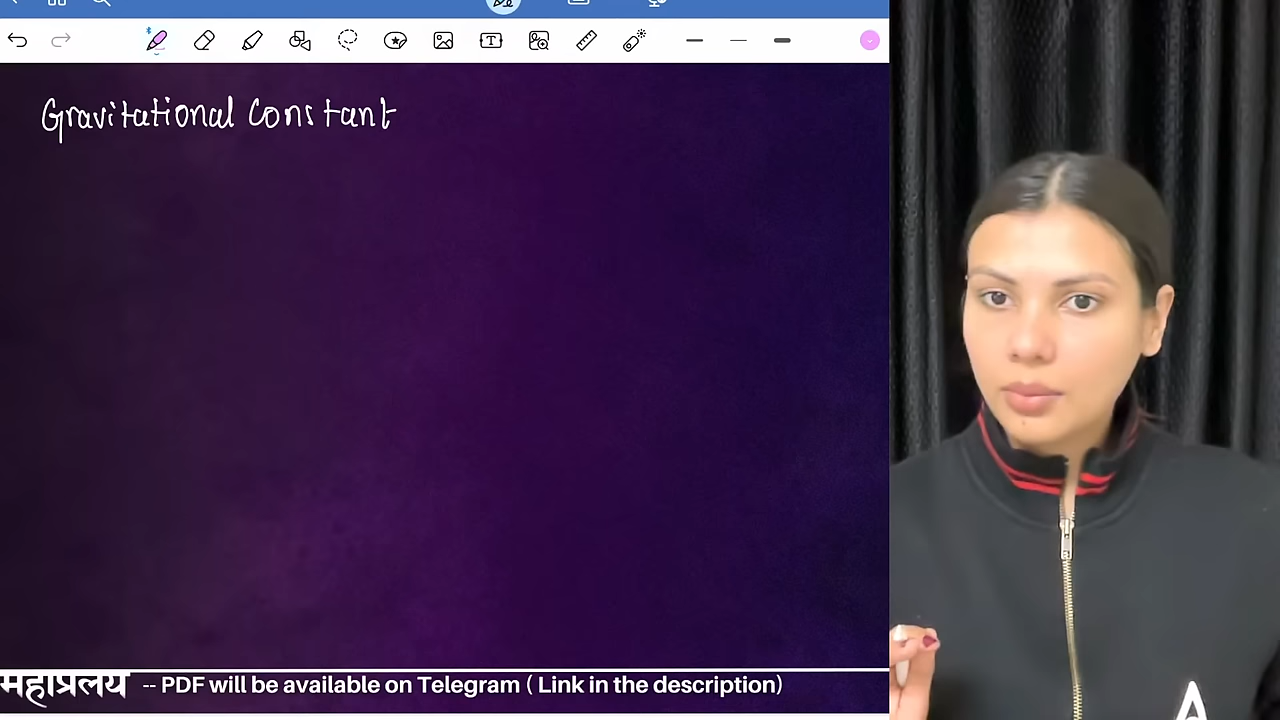 Gravitational Constant
महाप्रलय -- PDF will be available on Telegram ( Link in the description)
A